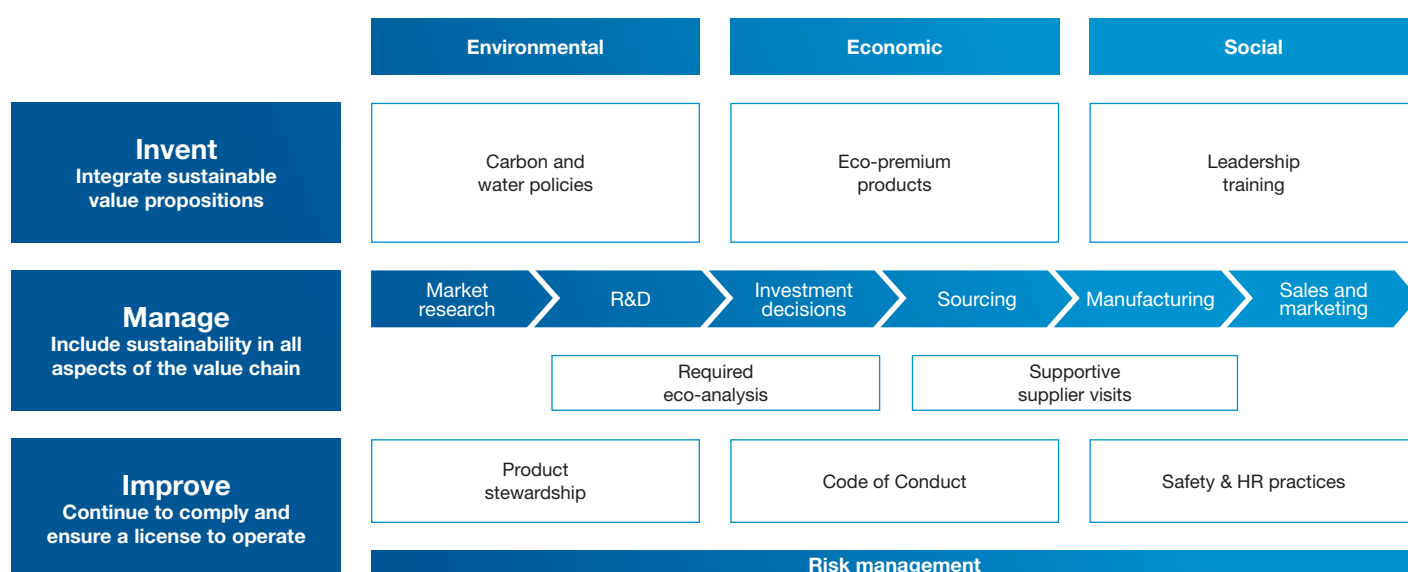 Environmental
Economic
Social
Invent
Integrate sustainable
value propositions
Carbon and
water policies
Eco-premium
products
Leadership
training
Manage
Include sustainability in all
aspects of the value chain
Market
research
R&D
Investment
decisions
Sourcing
Manufacturing
Sales and
marketing
Required
eco-analysis
Supportive
supplier visits
Improve
Continue to comply and
ensure a license to operate
Product
stewardship
Code of Conduct
Safety & HR practices
Risk management